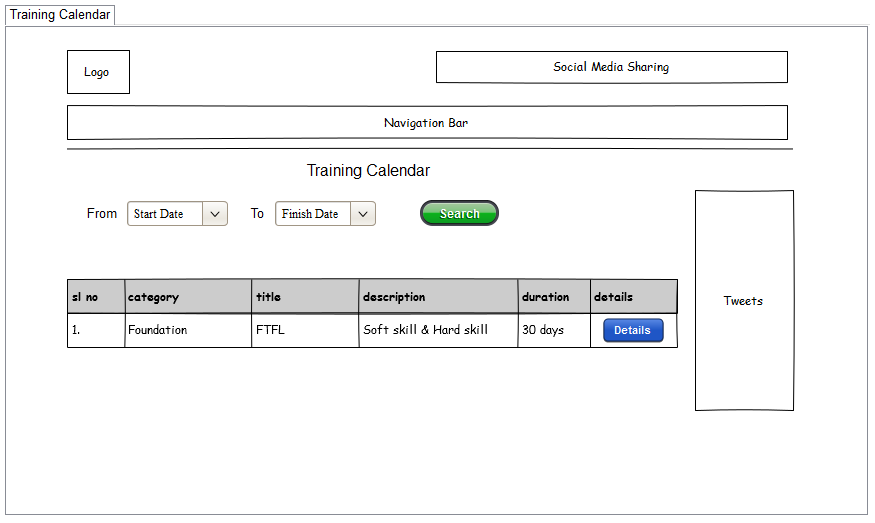 Training Calendar
Logo
Social Media Sharing
Navigation Bar
Training Calendar
From Start Date To Finish Date Search
sl no category title description duration details
1. Foundation FTFL Soft skill & Hard skill 30 days Details
Tweets